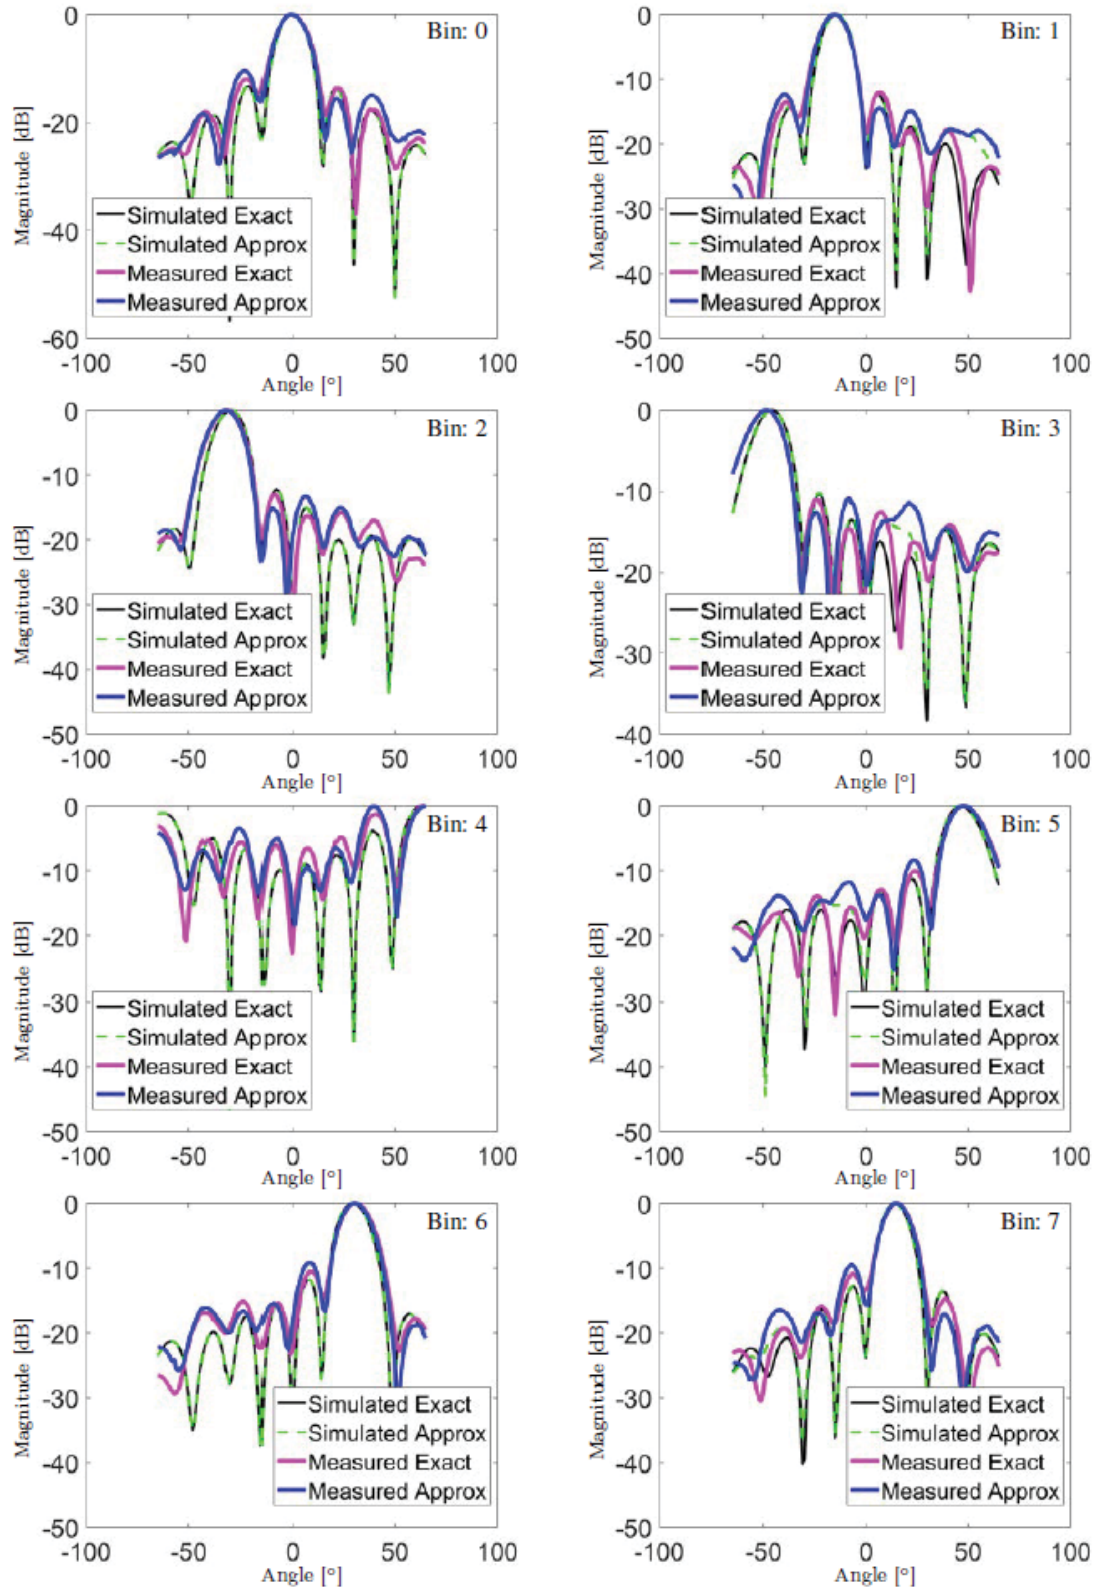 0
Bin: 0
-20
-40
-60
Magnitude [dB]
Simulated Exact
Simulated Approx
Measured Exact
Measured Approx
-100 -50 0 50 100
Angle [°]
0
Bin: 1
-10
-20
-30
-40
-50
Magnitude [dB]
Simulated Exact
Simulated Approx
Measured Exact
Measured Approx
-100 -50 0 50 100
Angle [°]
0
Bin: 2
-10
-20
-30
-40
-50
Magnitude [dB]
Simulated Exact
Simulated Approx
Measured Exact
Measured Approx
-100 -50 0 50 100
Angle [°]
0
Bin: 3
-10
-20
-30
-40
Magnitude [dB]
Simulated Exact
Simulated Approx
Measured Exact
Measured Approx
-100 -50 0 50 100
Angle [°]
0
Bin: 4
-10
-20
-30
-40
-50
Magnitude [dB]
Simulated Exact
Simulated Approx
Measured Exact
Measured Approx
-100 -50 0 50 100
Angle [°]
0
Bin: 5
-10
-20
-30
-40
-50
Magnitude [dB]
Simulated Exact
Simulated Approx
Measured Exact
Measured Approx
-100 -50 0 50 100
Angle [°]
0
Bin: 6
-10
-20
-30
-40
-50
Magnitude [dB]
Simulated Exact
Simulated Approx
Measured Exact
Measured Approx
-100 -50 0 50 100
Angle [°]
0
Bin: 7
-10
-20
-30
-40
-50
Magnitude [dB]
Simulated Exact
Simulated Approx
Measured Exact
Measured Approx
-100 -50 0 50 100
Angle [°]